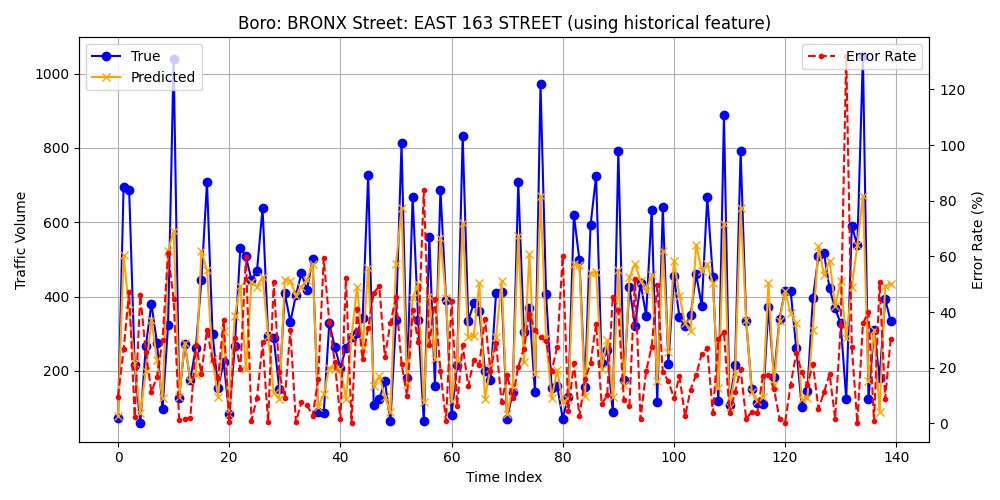 Boro: BRONX Street: EAST 163 STREET (using historical feature)
True
Predicted
Error Rate
Traffic Volume
1000
800
600
400
200
Error Rate (%)
120
100
80
60
40
20
0
0 20 40 60 80 100 120 140
Time Index